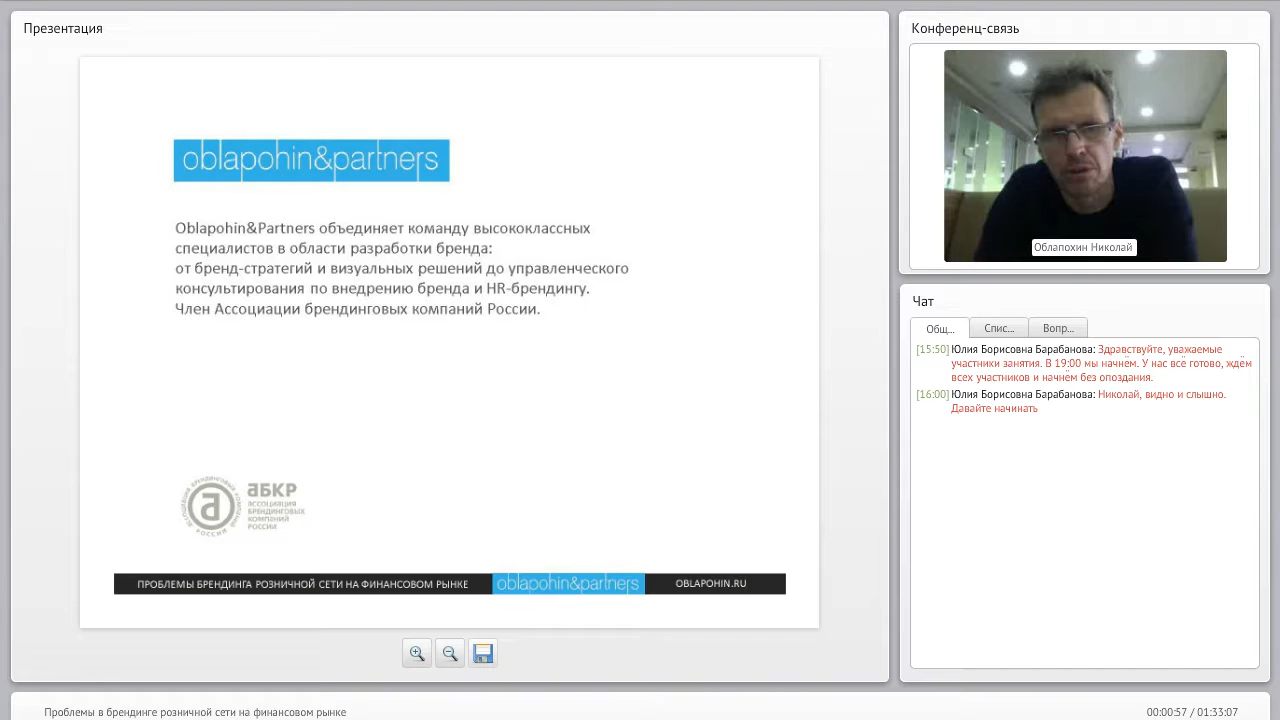 Презентация
oblapohin&partners
Oblapohin&Partners объединяет команду высококлассных
специалистов в области разработки бренда:
от бренд-стратегий и визуальных решений до управленческого
консультирования по внедрению бренда и HR-брендингу.
Член Ассоциации брендинговых компаний России.
АССОЦИАЦИЯ БРЕНДИНГОВЫХ КОМПАНИЙ РОССИИ
а
аБКР
АССОЦИАЦИЯ
БРЕНДИНГОВЫХ
КОМПАНИЙ
РОССИИ
ПРОБЛЕМЫ БРЕНДИНГА РОЗНИЧНОЙ СЕТИ НА ФИНАНСОВОМ РЫНКЕ
oblapohin&partners
OBLAPOHIN.RU
Конференц-связь
Облапохин Николай
Чат
Общ...
Спис...
Вопр...
[15:50] Юлия Борисовна Барабанова: Здравствуйте, уважаемые
участники занятия. В 19:00 мы начнём. У нас всё готово, ждём
всех участников и начнём без опоздания.
[16:00] Юлия Борисовна Барабанова: Николай, видно и слышно.
Давайте начинать
Проблемы в брендинге розничной сети на финансовом рынке
00:00:57 / 01:33:07